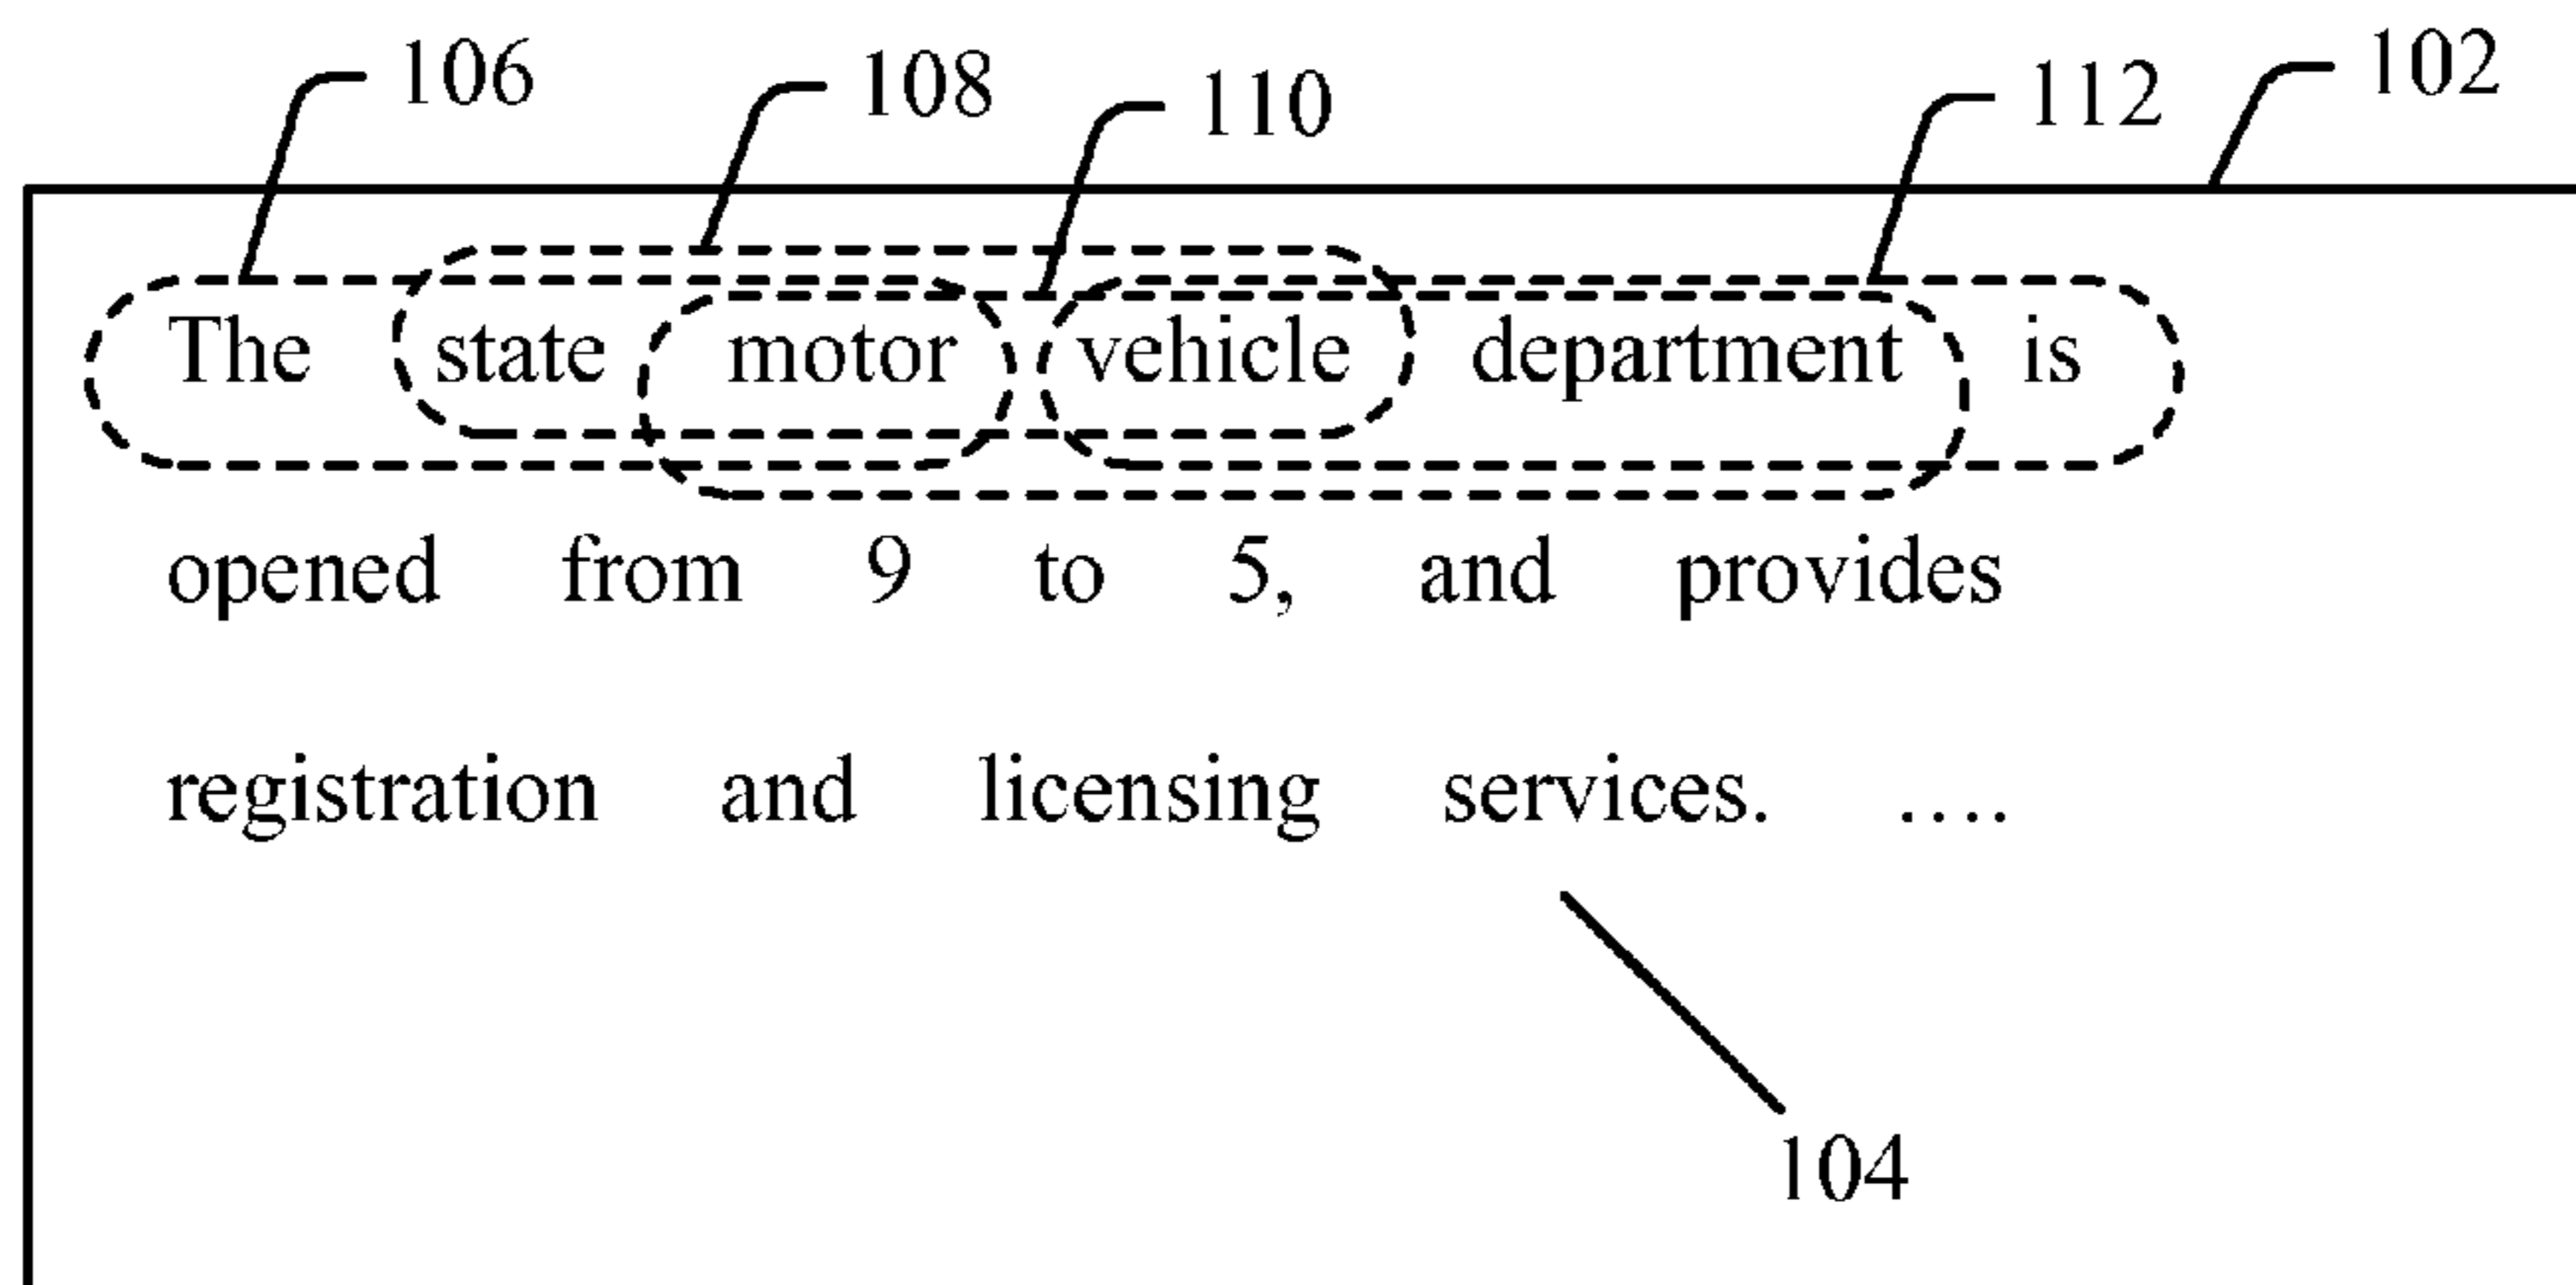 106 108 110 112 102
The state motor vehicle department is
opened from 9 to 5, and provides
registration and licensing services. ....
104